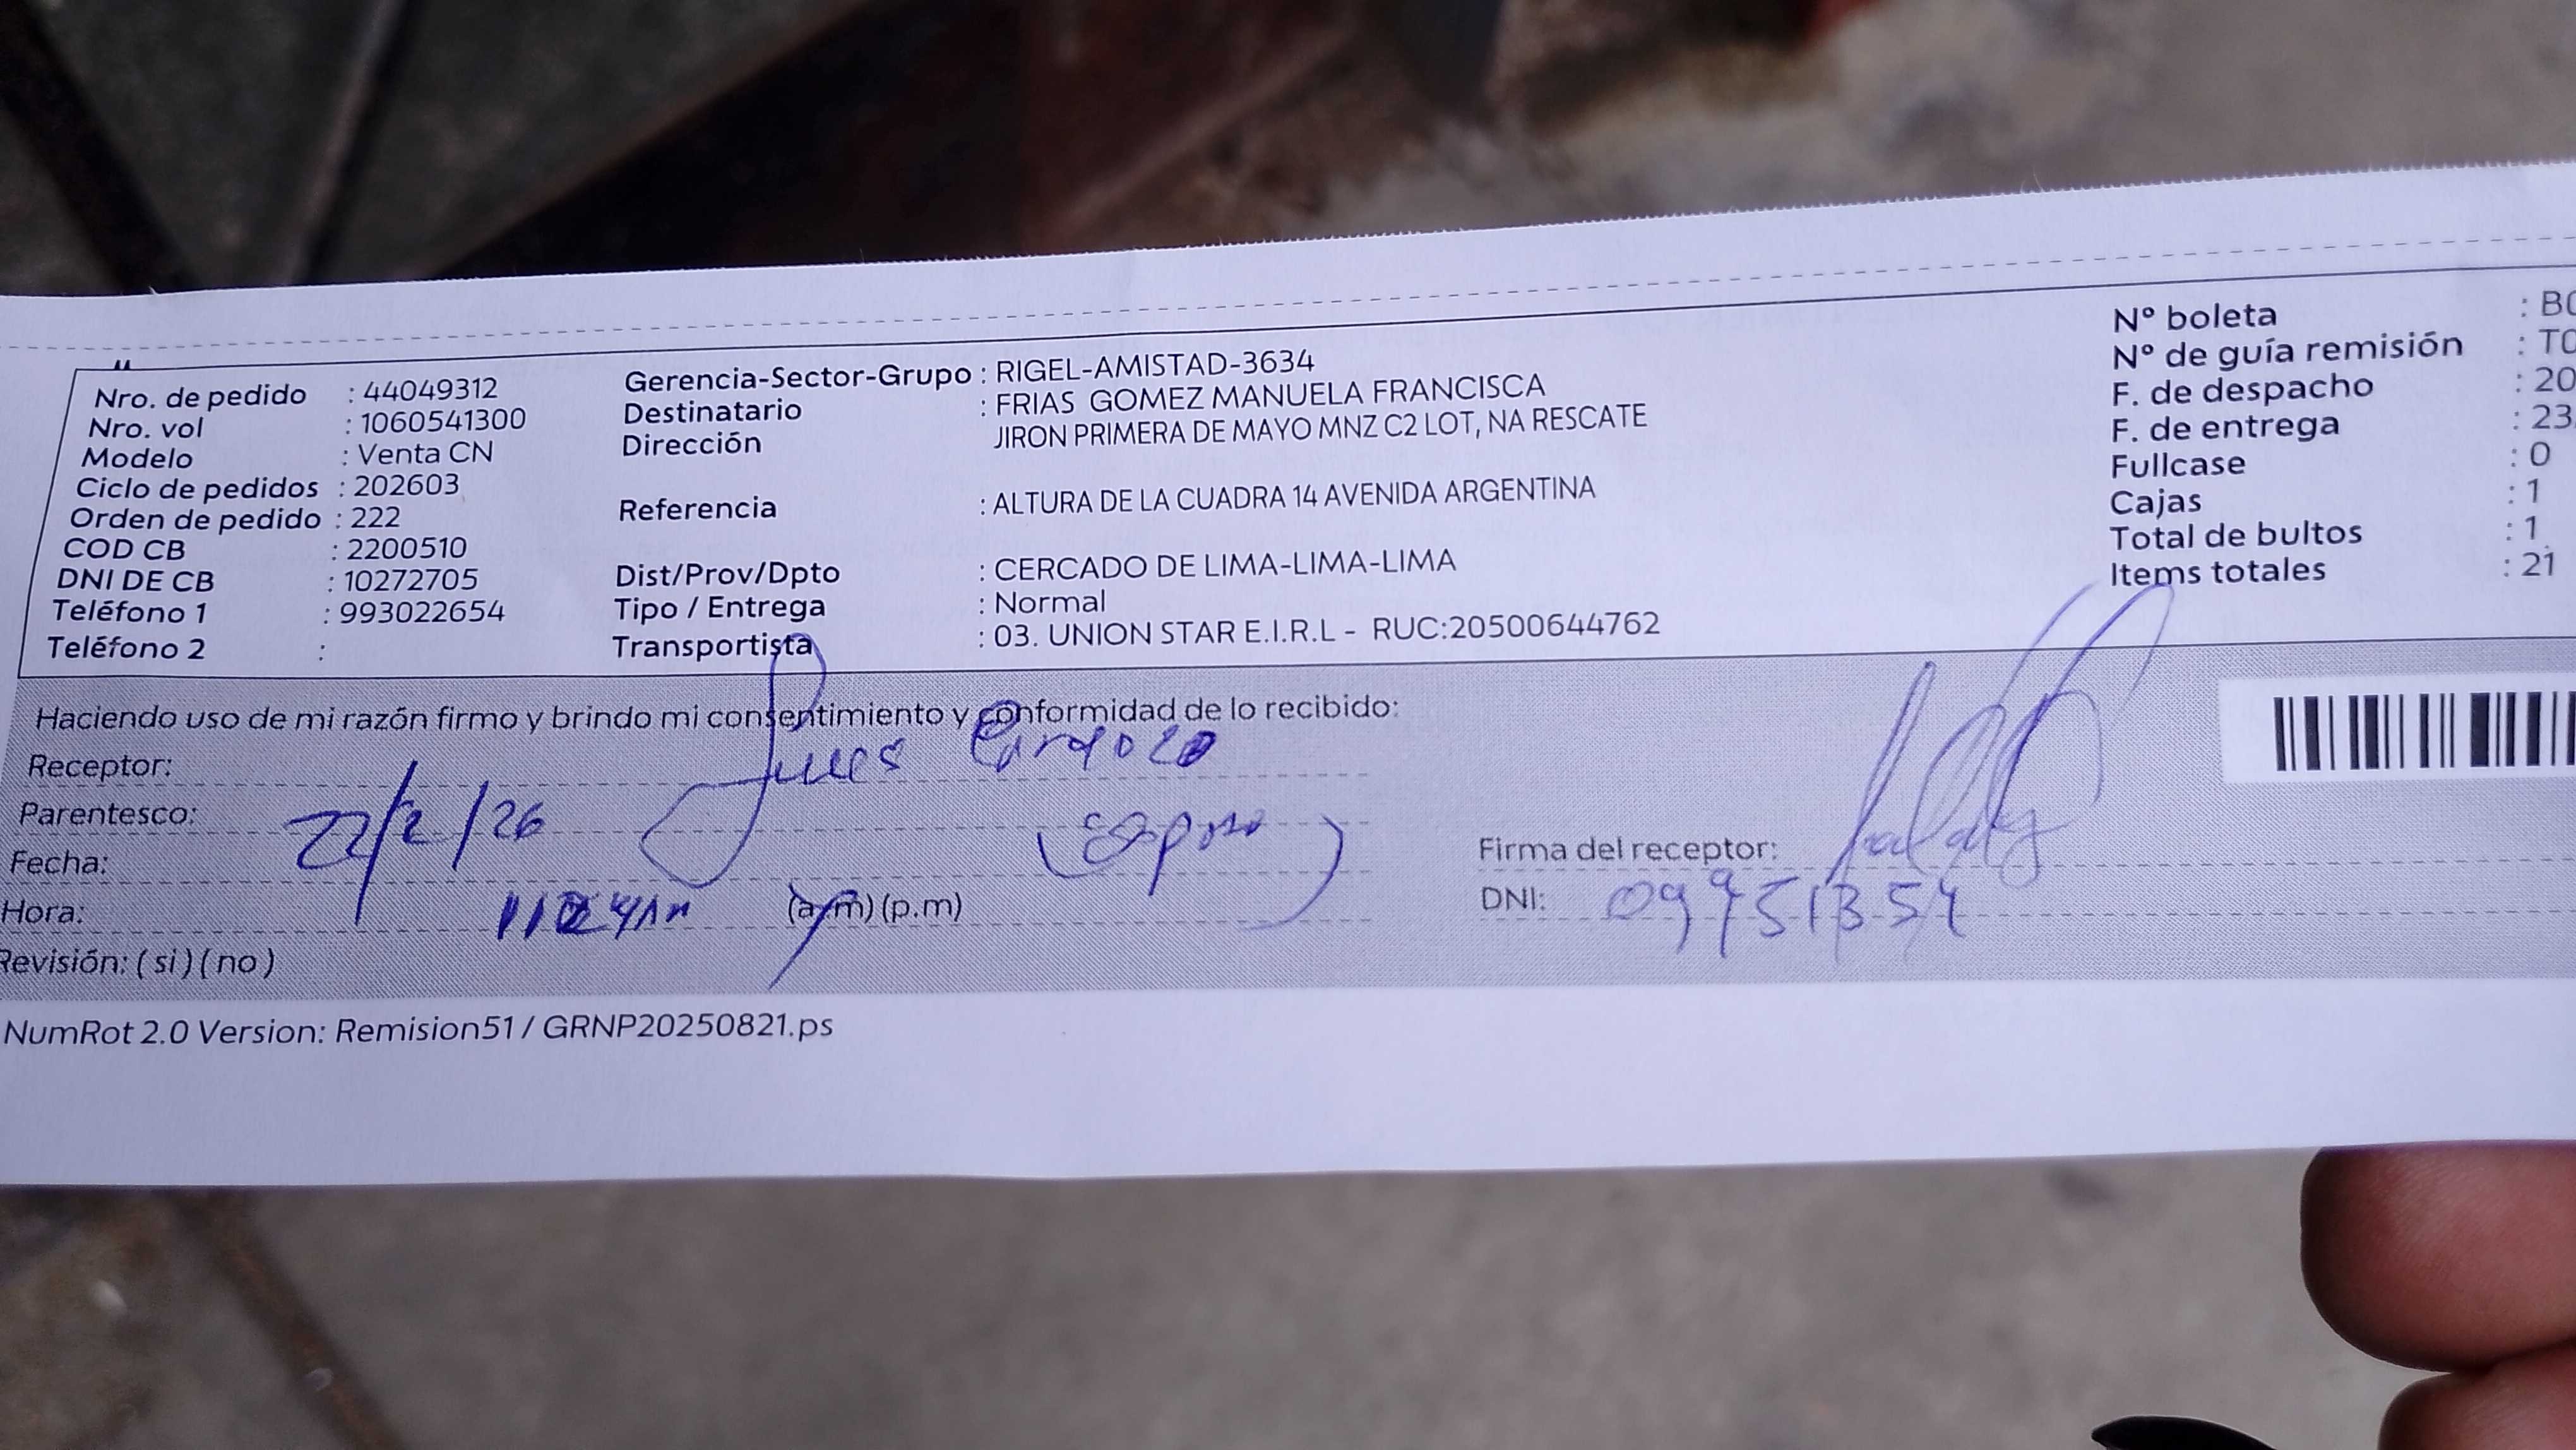 Nro. de pedido : 44049312
Nro. vol : 1060541300
Modelo : Venta CN
Ciclo de pedidos : 202603
Orden de pedido : 222
COD CB : 2200510
DNI DE CB : 10272705
Teléfono 1 : 993022654
Teléfono 2 :
Gerencia-Sector-Grupo : RIGEL-AMISTAD-3634
Destinatario : FRIAS GOMEZ MANUELA FRANCISCA
Dirección JIRON PRIMERA DE MAYO MNZ C2 LOT, NA RESCATE
Referencia : ALTURA DE LA CUADRA 14 AVENIDA ARGENTINA
Dist/Prov/Dpto : CERCADO DE LIMA-LIMA-LIMA
Tipo / Entrega : Normal
Transportista : 03. UNION STAR E.I.R.L - RUC:20500644762
Nº boleta : B0
Nº de guía remisión : T0
F. de despacho : 20
F. de entrega : 23
Fullcase : 0
Cajas : 1
Total de bultos : 1
Items totales : 21
Haciendo uso de mi razón firmo y brindo mi consentimiento y conformidad de lo recibido:
Receptor:
Parentesco: Esposo
Fecha: 22/2/26
Hora: (a.m) (p.m)
Revisión: ( si ) ( no )
Firma del receptor:
DNI: 09751354
NumRot 2.0 Version: Remision51 / GRNP20250821.ps